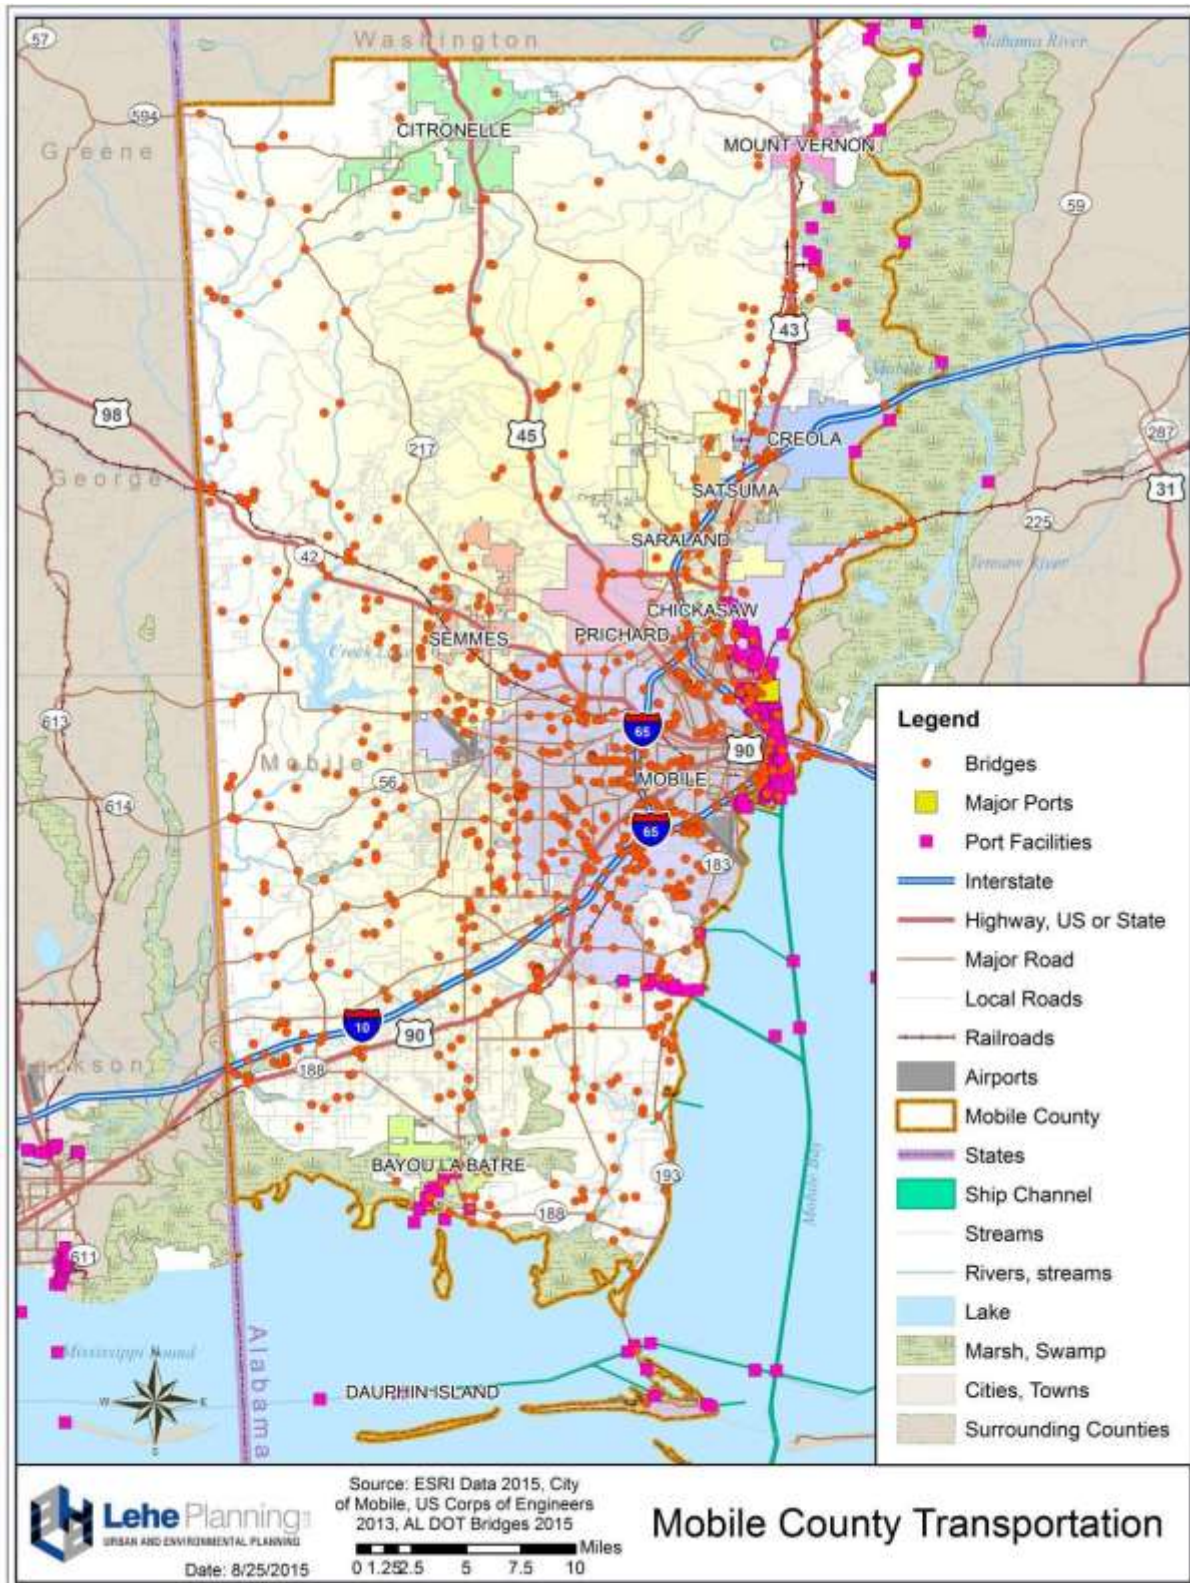 Washington
57
Alabama River
594
CITRONELLE
MOUNT VERNON
Greene
59
43
98
45
CREOLA
217
287
George
SATSUMA
31
225
SARALAND
42
Tensaw River
CHICKASAW
SEMMES
PRICHARD
Creek Lake
613
65
90
Mobile
56
MOBILE
614
65
183
10
90
188
BAYOU LA BATRE
193
188
Mobile Bay
611
Mississippi Sound
N
W
E
S
Alabama
DAUPHIN ISLAND
Legend
Bridges
Major Ports
Port Facilities
Interstate
Highway, US or State
Major Road
Local Roads
Railroads
Airports
Mobile County
States
Ship Channel
Streams
Rivers, streams
Lake
Marsh, Swamp
Cities, Towns
Surrounding Counties
Lehe Planning
URBAN AND ENVIRONMENTAL PLANNING
Date: 8/25/2015
Source: ESRI Data 2015, City
of Mobile, US Corps of Engineers
2013, AL DOT Bridges 2015
Miles
0 1.252.5 5 7.5 10
Mobile County Transportation